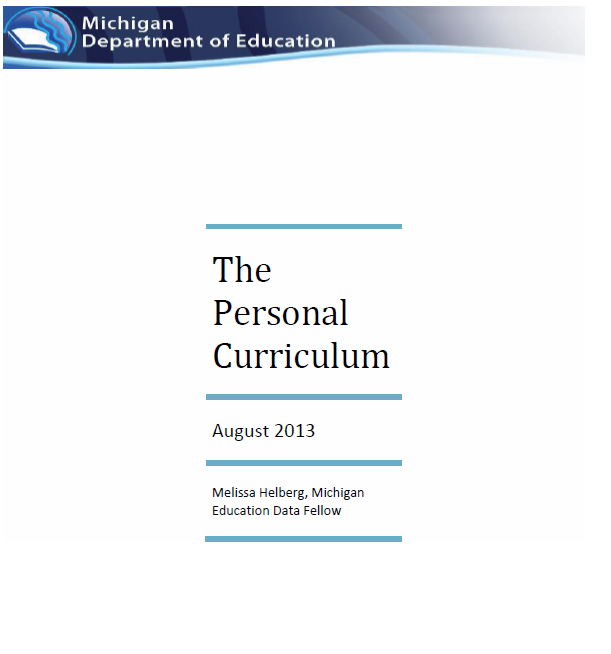 Michigan
Department of Education
The
Personal
Curriculum
August 2013
Melissa Helberg, Michigan
Education Data Fellow